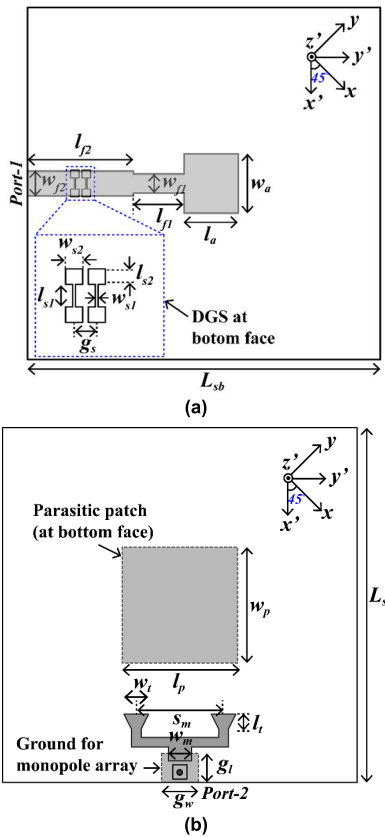 z'
y
y'
45°
x'
x
l_f2
Port-1
w_f2
w_f1
w_a
l_f1
l_a
w_s2
l_s2
l_s1
w_s1
g_s
DGS at
botom face
L_sb
(a)
y
z'
y'
45°
x'
x
Parasitic patch
(at bottom face)
w_p
L_s
l_p
w_t
s_m
l_t
w_m
Ground for
monopole array
g_l
g_w
Port-2
(b)